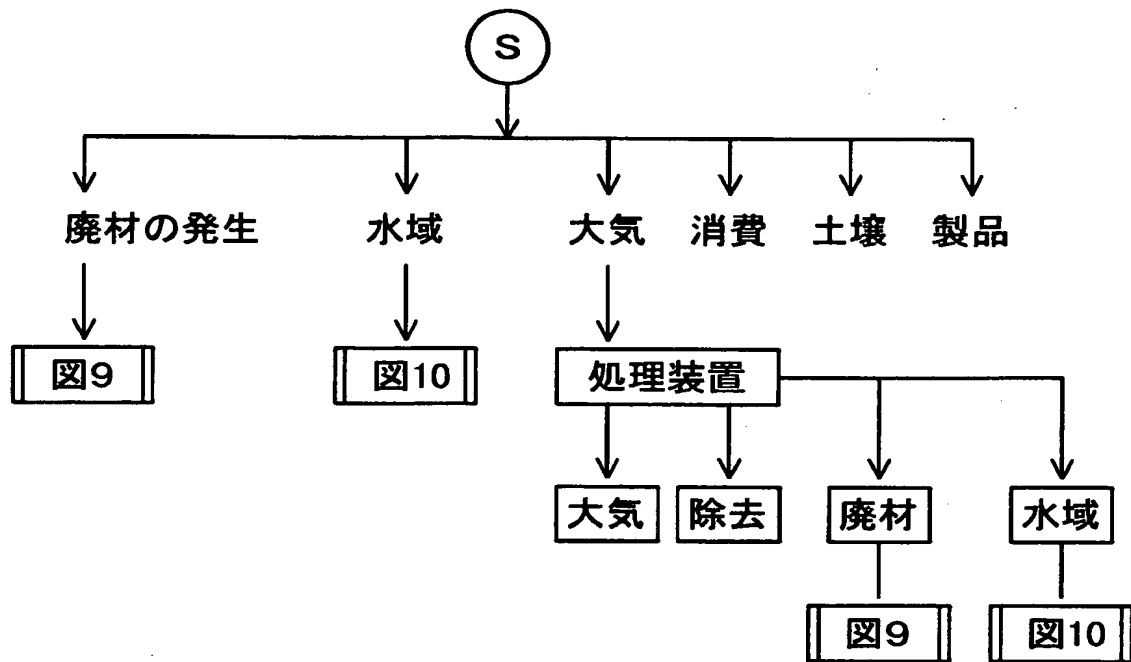 S
廃材の発生 水域 大気 消費 土壌 製品
図9 図10 処理装置
大気 除去 廃材 水域
図9 図10